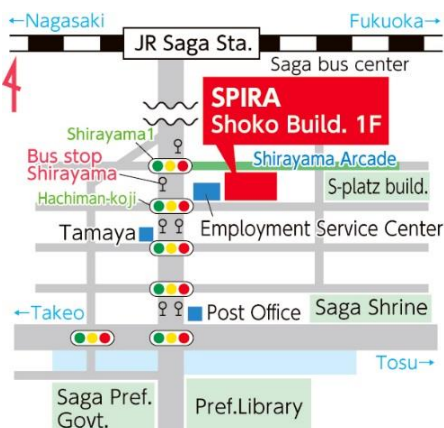 ←Nagasaki
Fukuoka→
JR Saga Sta.
Saga bus center
SPIRA
Shoko Build. 1F
Shirayama1
Shirayama Arcade
Bus stop
Shirayama
S-platz build.
Hachiman-koji
Tamaya
Employment Service Center
←Takeo
Post Office
Saga Shrine
Tosu→
Saga Pref.
Govt.
Pref.Library